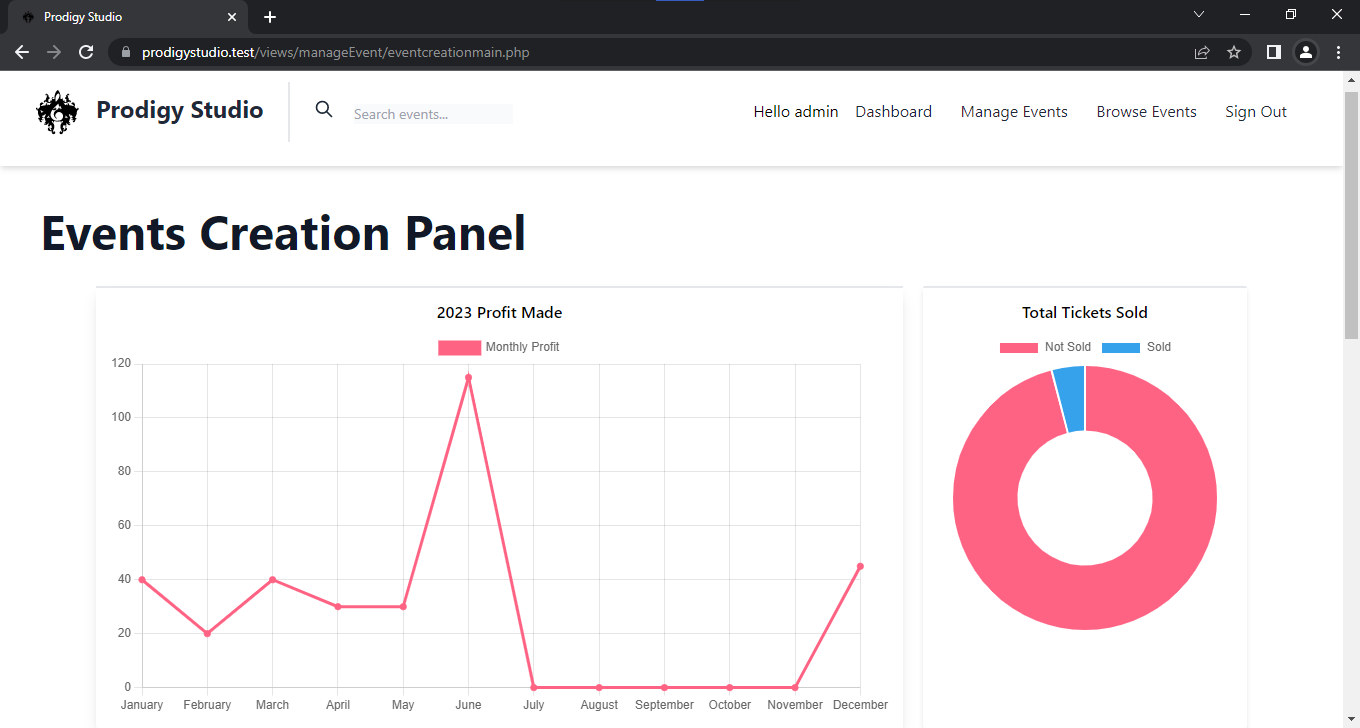 Prodigy Studio
prodigystudio.test/views/manageEvent/eventcreationmain.php
Prodigy Studio
Search events...
Hello admin Dashboard Manage Events Browse Events Sign Out
Events Creation Panel
2023 Profit Made
Monthly Profit
120
100
80
60
40
20
0
January February March April May June July August September October November December
Total Tickets Sold
Not Sold Sold